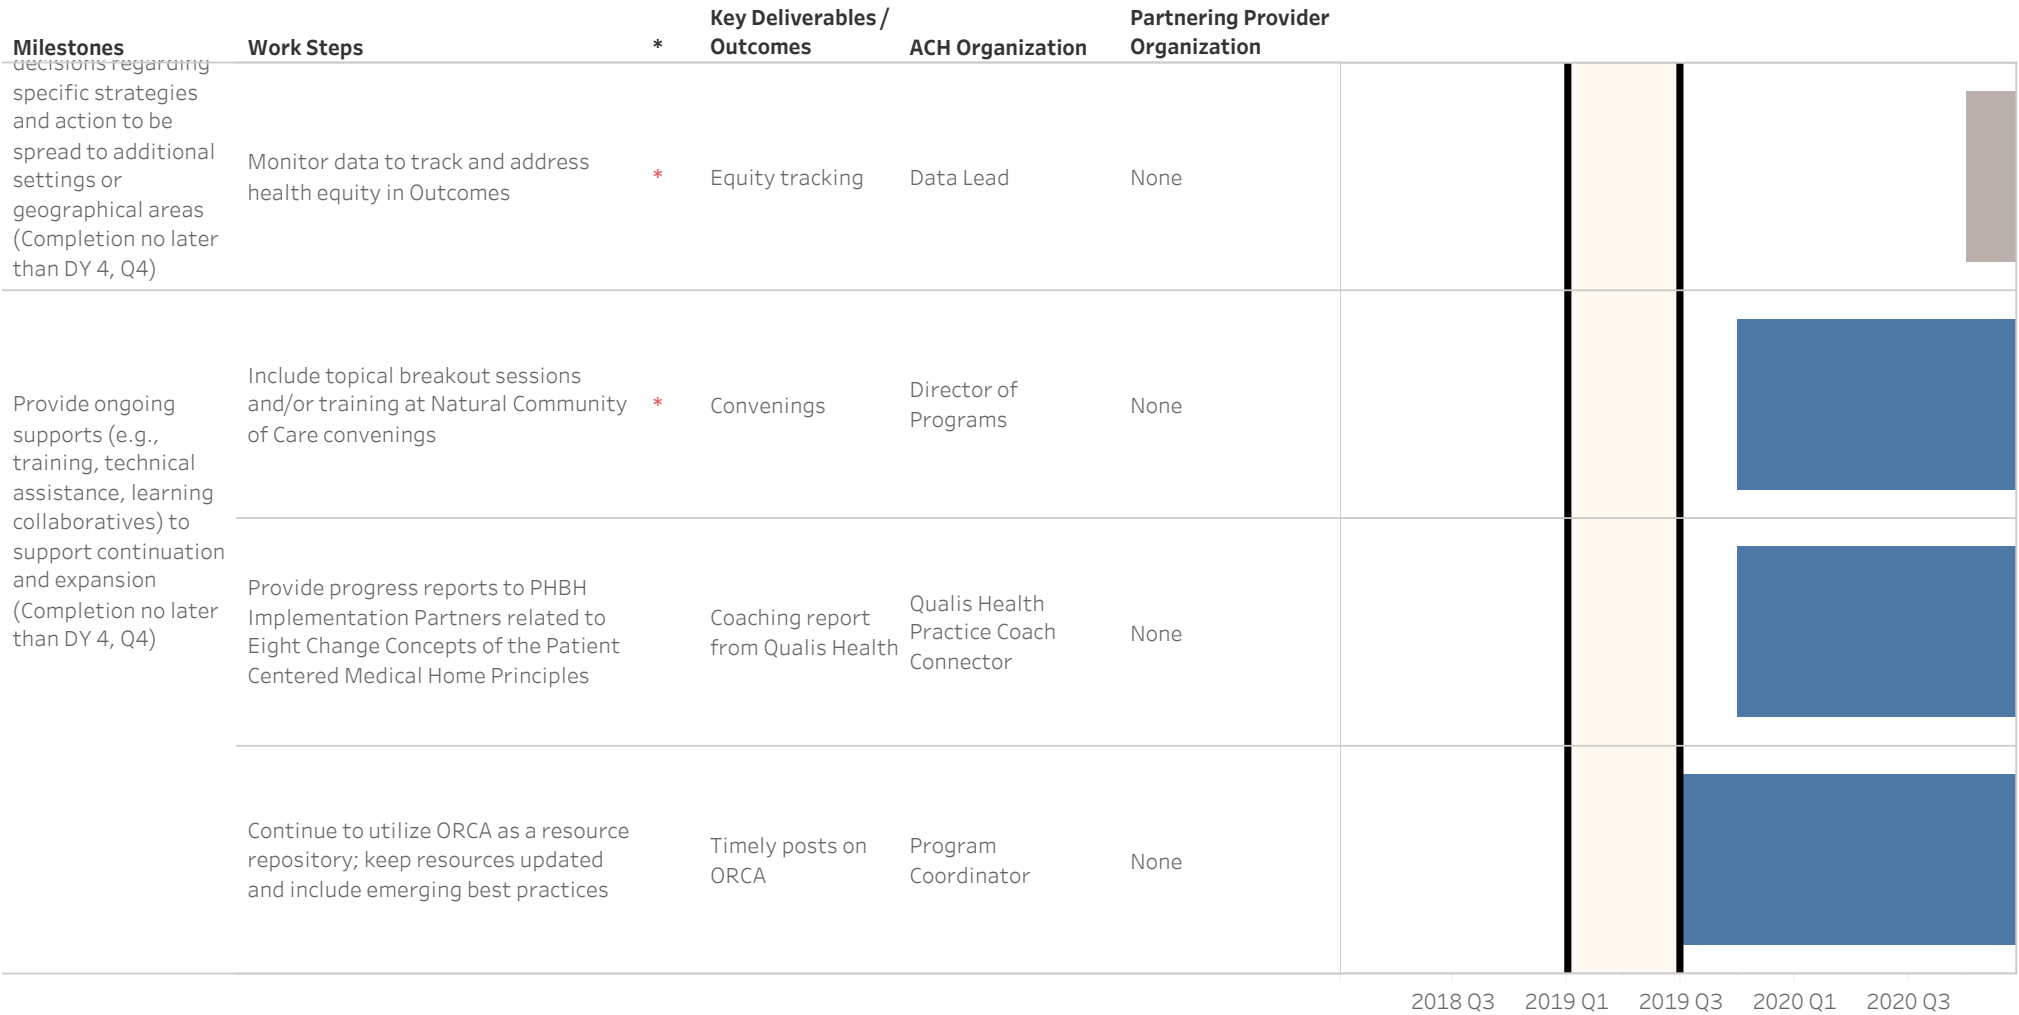 Milestones
Work Steps
*
Key Deliverables /
Outcomes
ACH Organization
Partnering Provider
Organization
decisions regarding
specific strategies
and action to be
spread to additional
settings or
geographical areas
(Completion no later
than DY 4, Q4)
Monitor data to track and address
health equity in Outcomes
*
Equity tracking
Data Lead
None
Provide ongoing
supports (e.g.,
training, technical
assistance, learning
collaboratives) to
support continuation
and expansion
(Completion no later
than DY 4, Q4)
Include topical breakout sessions
and/or training at Natural Community
of Care convenings
*
Convenings
Director of
Programs
None
Provide progress reports to PHBH
Implementation Partners related to
Eight Change Concepts of the Patient
Centered Medical Home Principles
Coaching report
from Qualis Health
Qualis Health
Practice Coach
Connector
None
Continue to utilize ORCA as a resource
repository; keep resources updated
and include emerging best practices
Timely posts on
ORCA
Program
Coordinator
None
2018 Q3
2019 Q1
2019 Q3
2020 Q1
2020 Q3